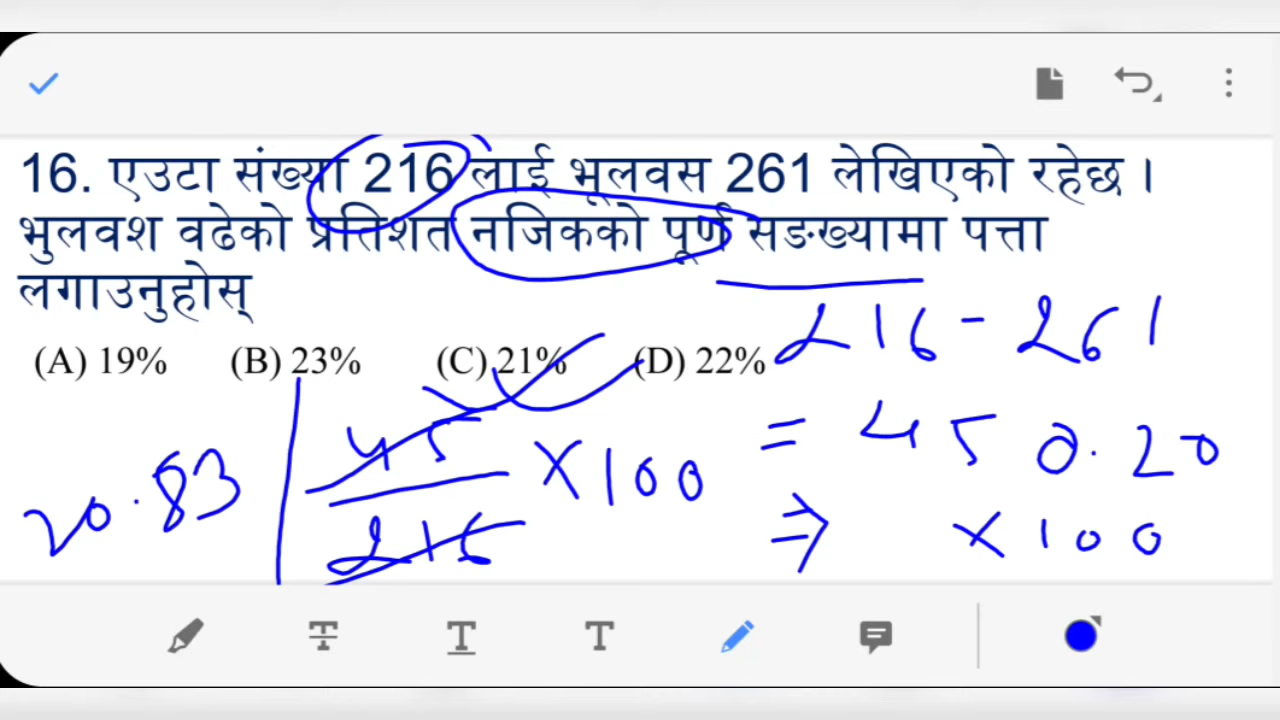 16. एउटा संख्या 216 लाई भूलवस 261 लेखिएको रहेछ ।
भुलवश वढेको प्रतिशत नजिकको पूर्ण सङख्यामा पत्ता
लगाउनुहोस्
216 - 261
(A) 19% (B) 23% (C) 21% (D) 22%
= 45 0.20
45
20.83 × 100
216
⇒ × 100
T T T